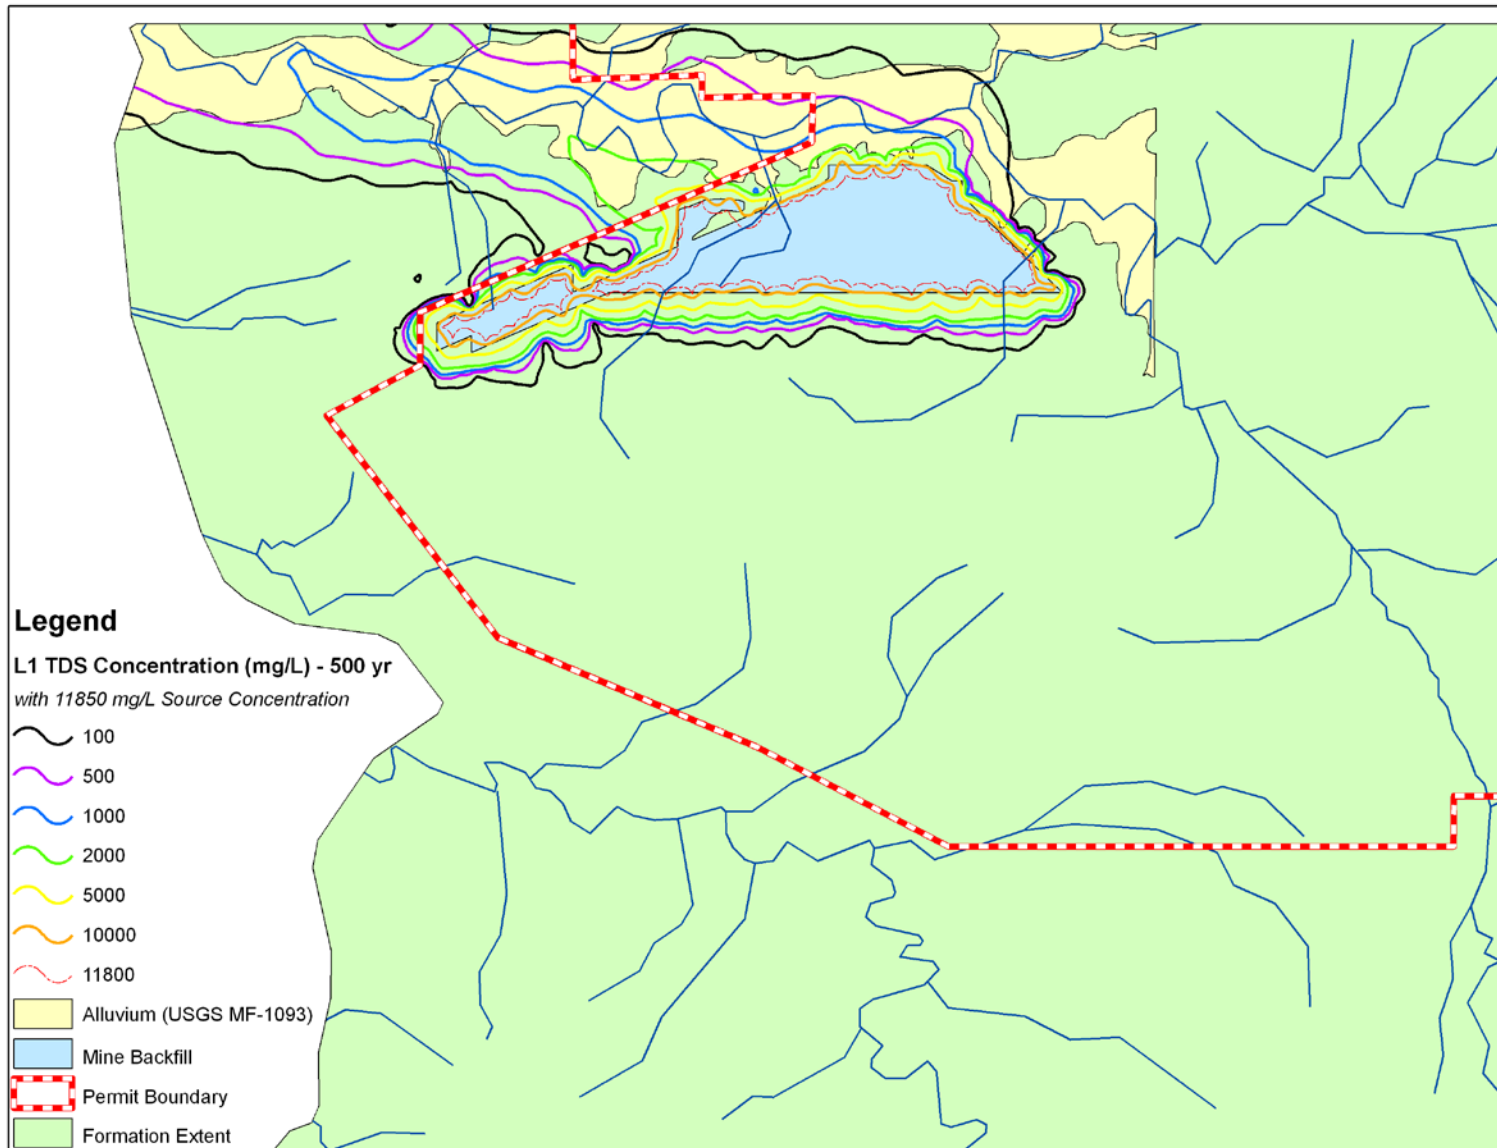 Legend
L1 TDS Concentration (mg/L) - 500 yr
with 11850 mg/L Source Concentration
100
500
1000
2000
5000
10000
11800
Alluvium (USGS MF-1093)
Mine Backfill
Permit Boundary
Formation Extent